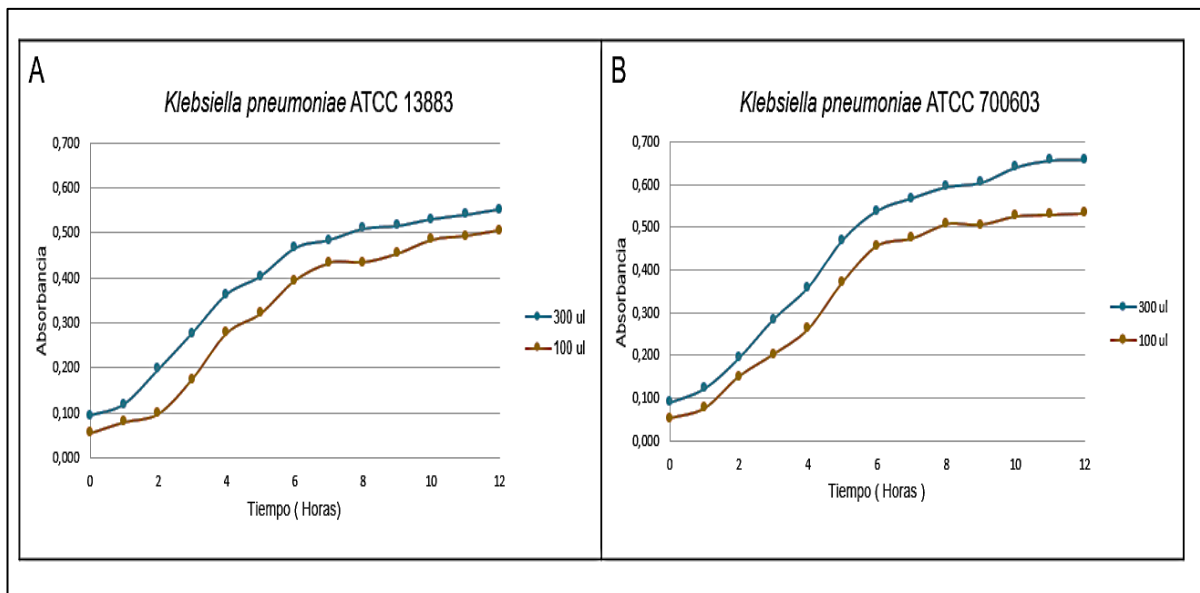 A
Klebsiella pneumoniae ATCC 13883
0,700
0,600
0,500
0,400
0,300
0,200
0,100
0,000
Absorbancia
0 2 4 6 8 10 12
Tiempo ( Horas)
300 ul
100 ul
B
Klebsiella pneumoniae ATCC 700603
0,700
0,600
0,500
0,400
0,300
0,200
0,100
0,000
Absorbancia
0 2 4 6 8 10 12
Tiempo ( Horas )
300 ul
100 ul